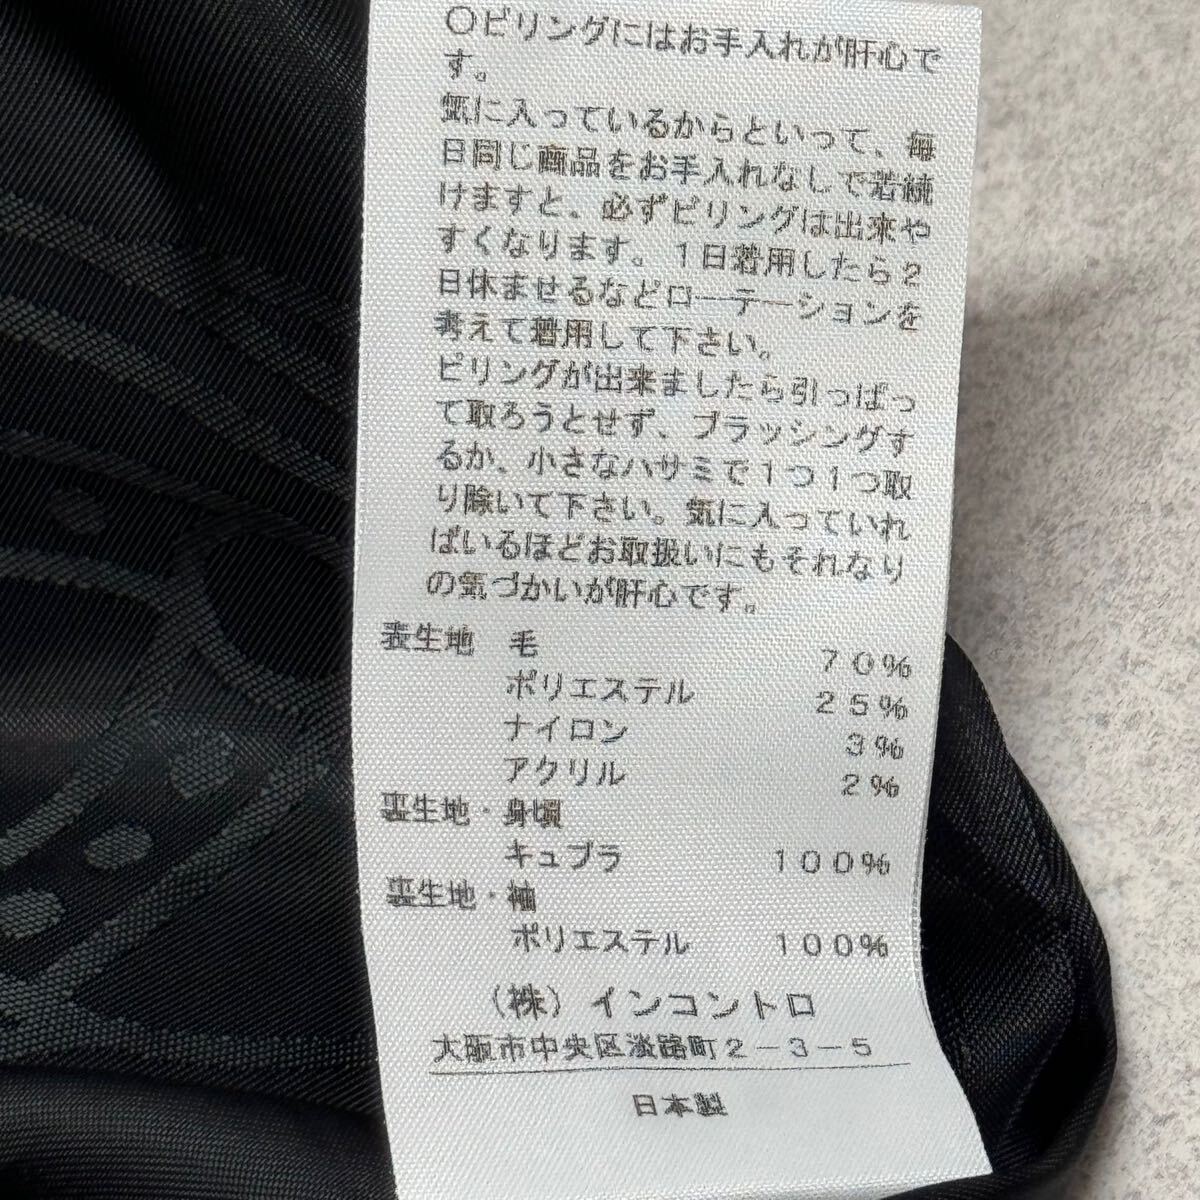 〇ピリングにはお手入れが肝心で
す。
気に入っているからといって、毎
日同じ商品をお手入れなしで着続
けますと、必ずピリングは出来や
すくなります。１日着用したら２
日休ませるなどローテーションを
考えて着用して下さい。
ピリングが出来ましたら引っぱっ
て取ろうとせず、ブラッシングす
るか、小さなハサミで１つ１つ取
り除いて下さい。気に入っていれ
ばいるほどお取扱いにもそれなり
の気づかいが肝心です。
表生地 毛 ７０％
ポリエステル ２５％
ナイロン ３％
アクリル ２％
裏生地・身頃
キュプラ １００％
裏生地・袖
ポリエステル １００％
（株）インコントロ
大阪市中央区淡路町２－３－５
日本製